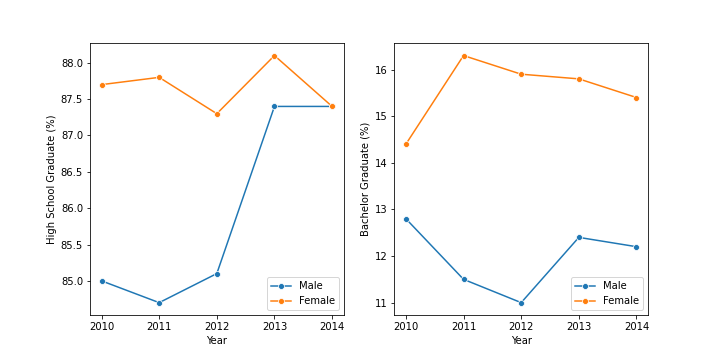 High School Graduate (%)
88.0
87.5
87.0
86.5
86.0
85.5
85.0
2010 2011 2012 2013 2014
Year
Male
Female
Bachelor Graduate (%)
16
15
14
13
12
11
2010 2011 2012 2013 2014
Year
Male
Female